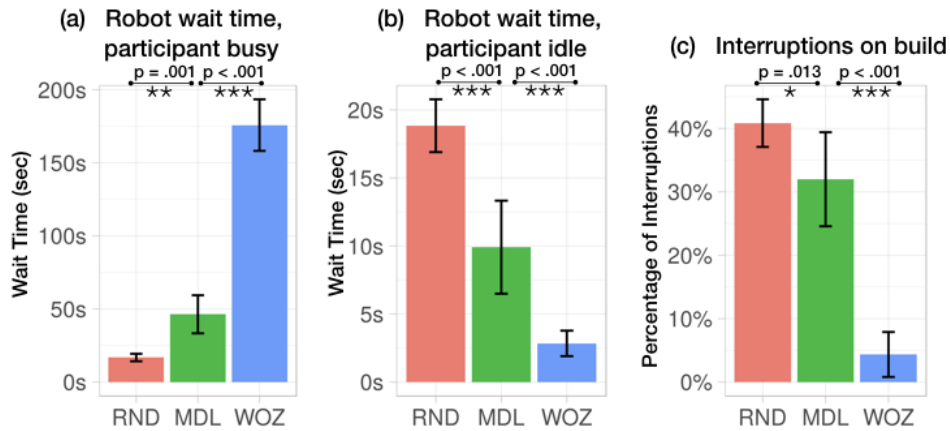 (a) Robot wait time,
participant busy
p = .001 p < .001
** ***
Wait Time (sec)
200s
150s
100s
50s
0s
RND MDL WOZ
(b) Robot wait time,
participant idle
p < .001 p < .001
*** ***
Wait Time (sec)
20s
15s
10s
5s
0s
RND MDL WOZ
(c) Interruptions on build
p = .013 p < .001
* ***
Percentage of Interruptions
40%
30%
20%
10%
0%
RND MDL WOZ